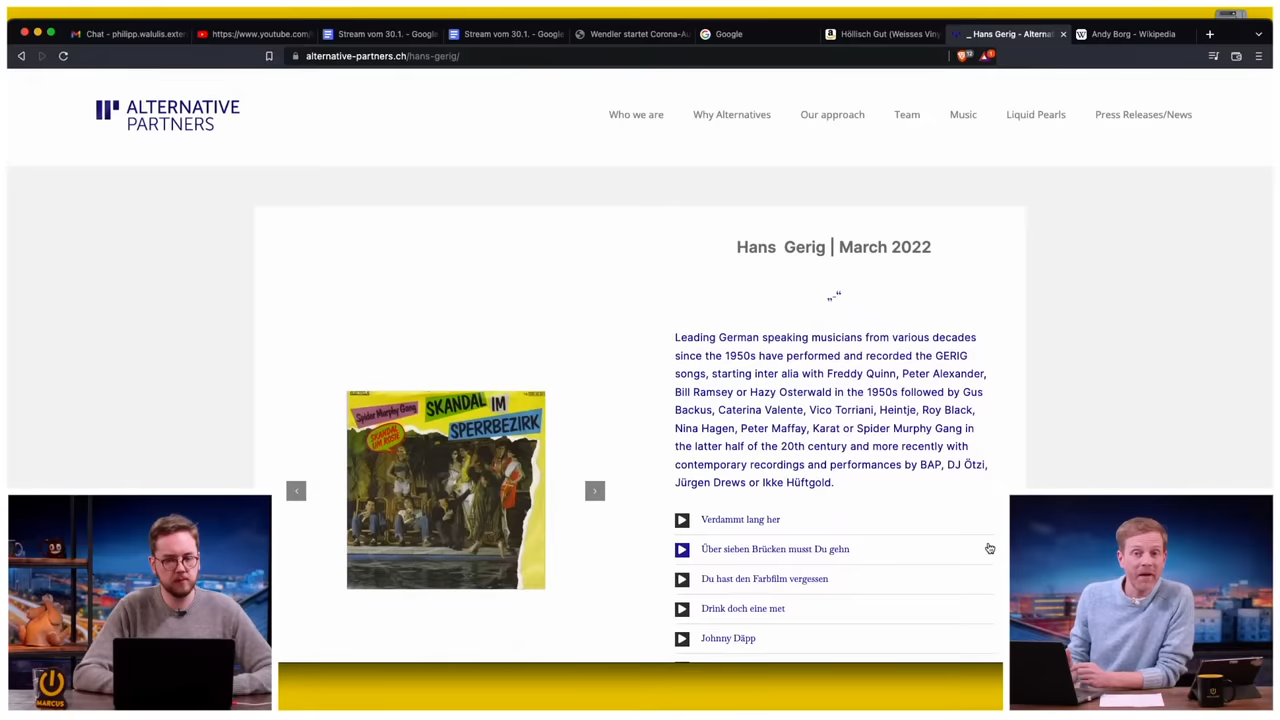 Chat - philipp.walulis.exter
https://www.youtube.com/
Stream vom 30.1. - Google
Stream vom 30.1. - Google
Wendler startet Corona-Au
Google
Höllisch Gut (Weisses Viny
_ Hans Gerig - Alternat
Andy Borg - Wikipedia
alternative-partners.ch/hans-gerig/
ALTERNATIVE
PARTNERS
Who we are
Why Alternatives
Our approach
Team
Music
Liquid Pearls
Press Releases/News
Hans Gerig | March 2022
„-“
Leading German speaking musicians from various decades
since the 1950s have performed and recorded the GERIG
songs, starting inter alia with Freddy Quinn, Peter Alexander,
Bill Ramsey or Hazy Osterwald in the 1950s followed by Gus
Backus, Caterina Valente, Vico Torriani, Heintje, Roy Black,
Nina Hagen, Peter Maffay, Karat or Spider Murphy Gang in
the latter half of the 20th century and more recently with
contemporary recordings and performances by BAP, DJ Ötzi,
Jürgen Drews or Ikke Hüftgold.
Spider Murphy Gang
SKANDAL IM
SPERRBEZIRK
SKANDAL
UM ROSIE
Verdammt lang her
Über sieben Brücken musst Du gehn
Du hast den Farbfilm vergessen
Drink doch eine met
Johnny Däpp
MARCUS